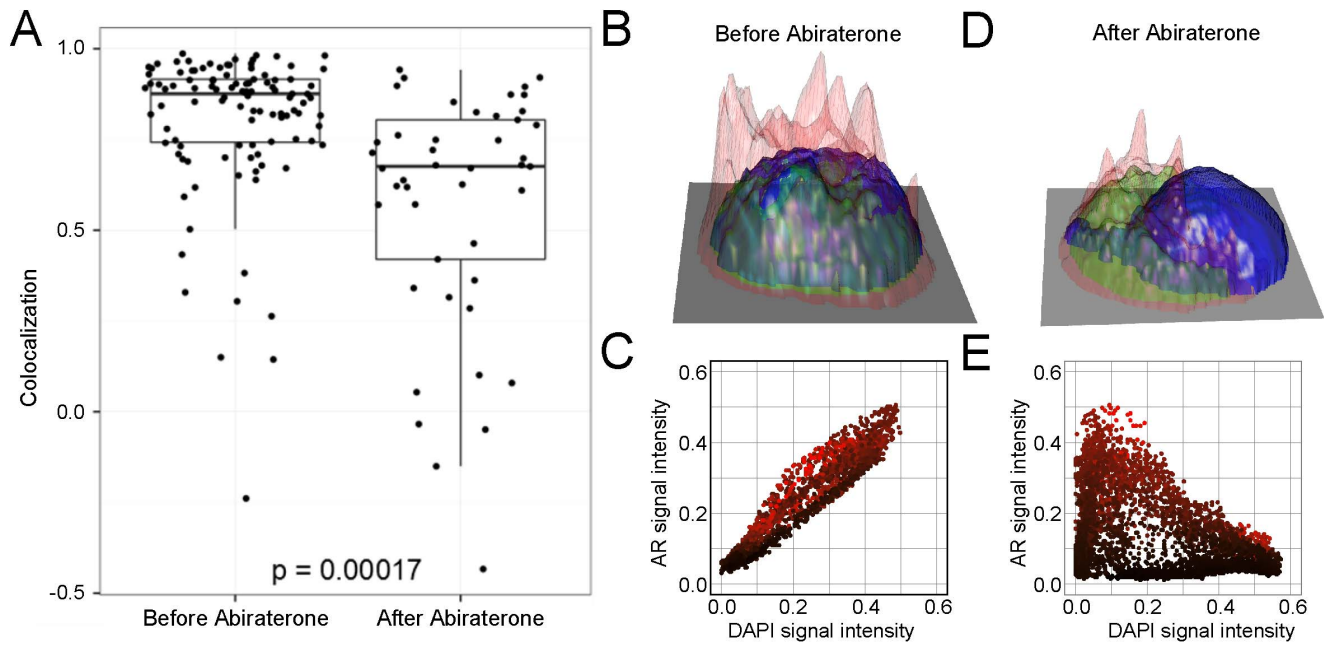 A
Colocalization
1.0
0.5
0.0
-0.5
p = 0.00017
Before Abiraterone
After Abiraterone
B
Before Abiraterone
D
After Abiraterone
C
AR signal intensity
0.6
0.4
0.2
0.0
0.0 0.2 0.4 0.6
DAPI signal intensity
E
AR signal intensity
0.6
0.4
0.2
0.0
0.0 0.2 0.4 0.6
DAPI signal intensity